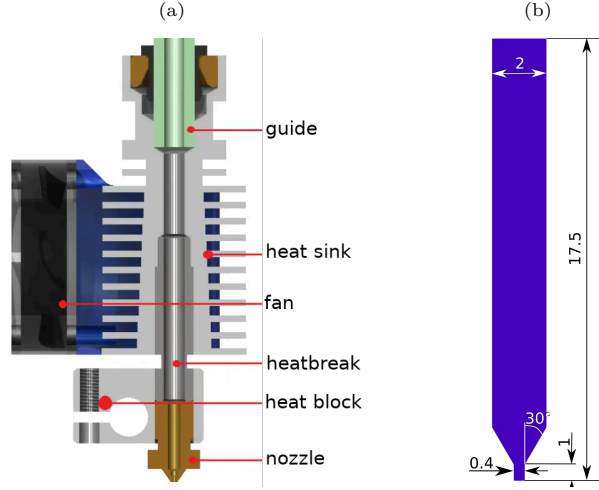 (a)
guide
heat sink
fan
heatbreak
heat block
nozzle
(b)
2
17.5
30°
1
0.4